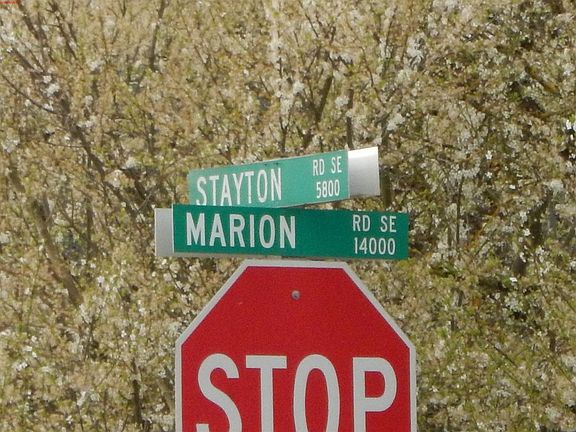 STAYTON RD SE
5800
MARION RD SE
14000
STOP